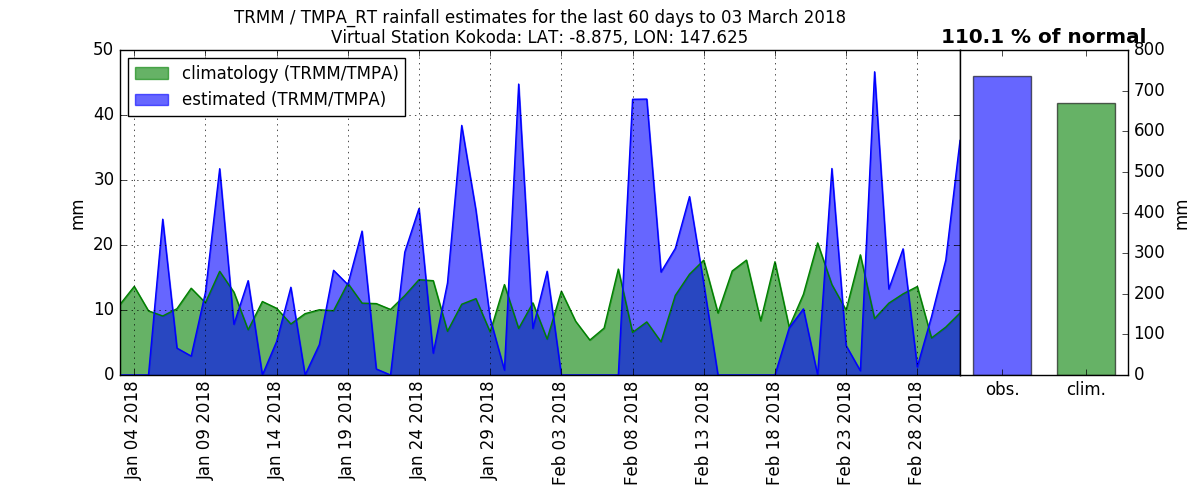 TRMM / TMPA_RT rainfall estimates for the last 60 days to 03 March 2018
Virtual Station Kokoda: LAT: -8.875, LON: 147.625
110.1 % of normal
climatology (TRMM/TMPA)
estimated (TRMM/TMPA)
50
40
30
20
10
0
mm
Jan 04 2018
Jan 09 2018
Jan 14 2018
Jan 19 2018
Jan 24 2018
Jan 29 2018
Feb 03 2018
Feb 08 2018
Feb 13 2018
Feb 18 2018
Feb 23 2018
Feb 28 2018
800
700
600
500
400
300
200
100
0
mm
obs.
clim.